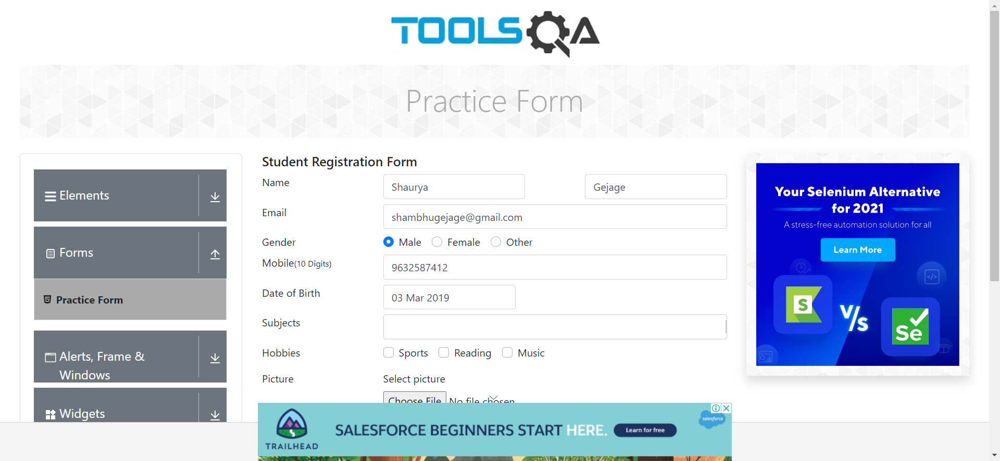 TOOLSQA
Practice Form
Elements
Forms
Practice Form
Alerts, Frame &
Windows
Widgets
Student Registration Form
Name
Shaurya
Gejage
Email
shambhugejage@gmail.com
Gender
Male
Female
Other
Mobile(10 Digits)
9632587412
Date of Birth
03 Mar 2019
Subjects
Hobbies
Sports
Reading
Music
Picture
Select picture
Choose File No file chosen
Your Selenium Alternative
for 2021
A stress-free automation solution for all
Learn More
S
V/s
Se
</>
TRAILHEAD
SALESFORCE BEGINNERS START HERE.
Learn for free
salesforce